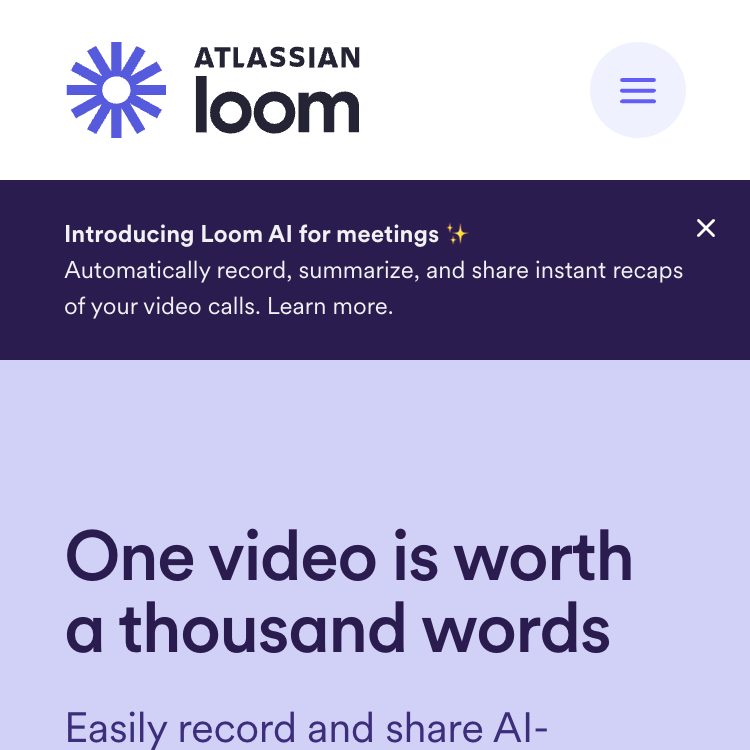 ATLASSIAN
loom
Introducing Loom AI for meetings ✨
Automatically record, summarize, and share instant recaps
of your video calls. Learn more.
One video is worth
a thousand words
Easily record and share AI-